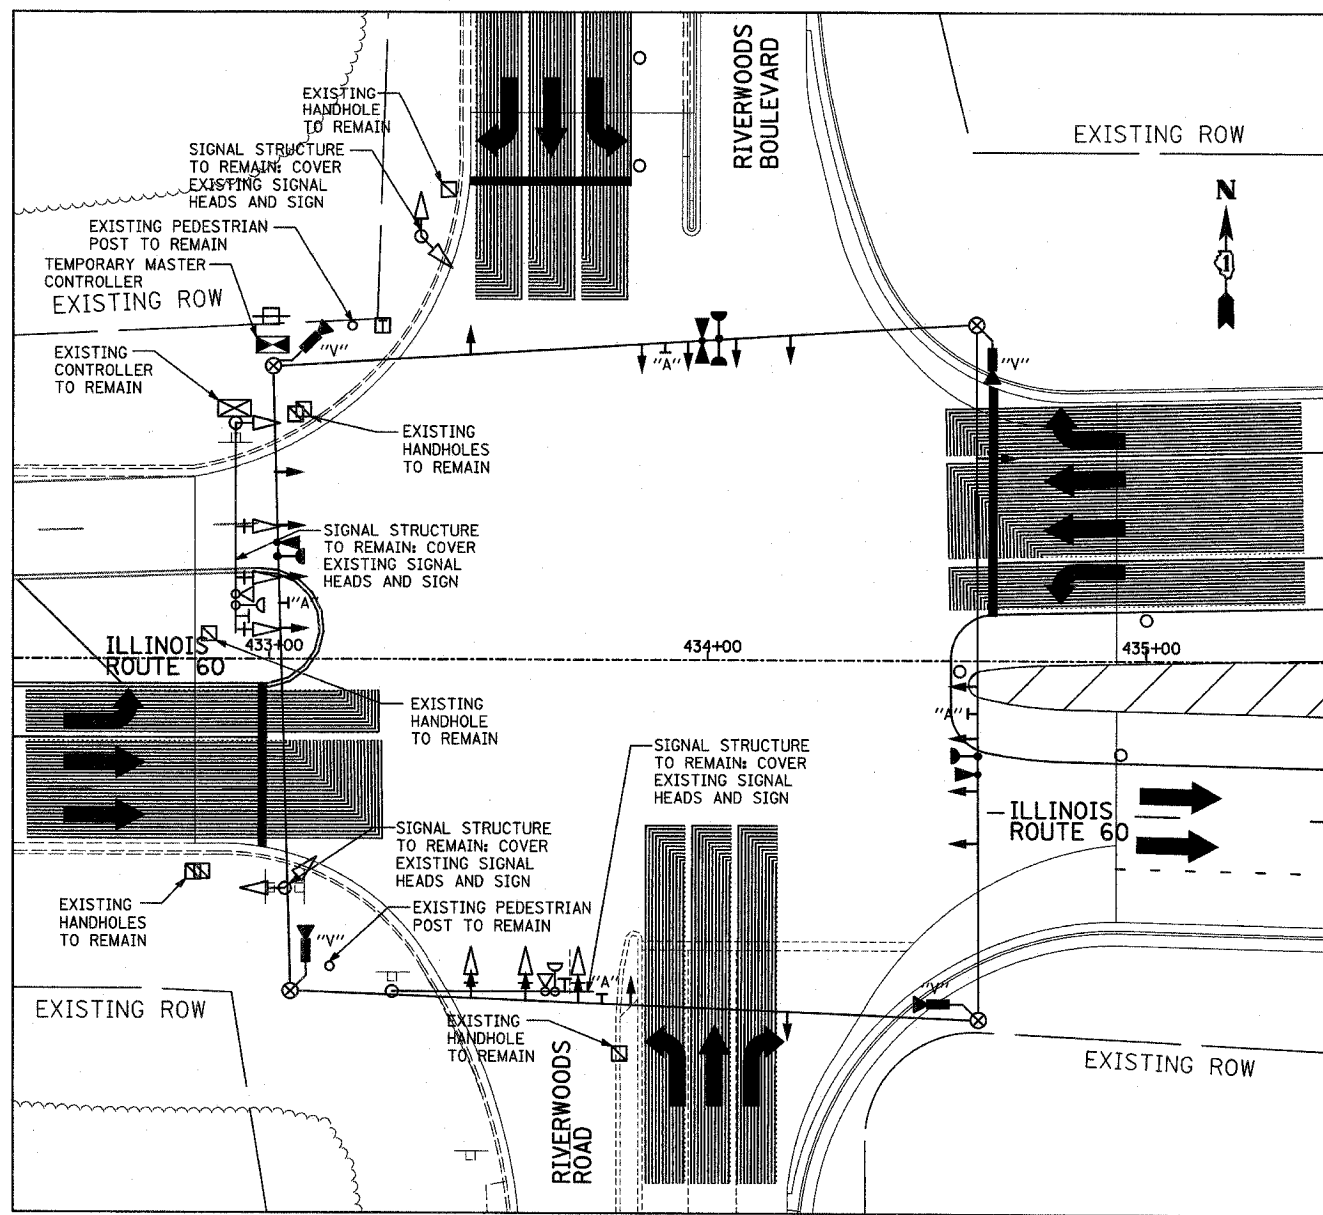 RIVERWOODS
BOULEVARD
EXISTING
HANDHOLE
TO REMAIN
SIGNAL STRUCTURE
TO REMAIN: COVER
EXISTING SIGNAL
HEADS AND SIGN
EXISTING PEDESTRIAN
POST TO REMAIN
TEMPORARY MASTER
CONTROLLER
EXISTING ROW
EXISTING ROW
N
1
"V"
EXISTING
CONTROLLER
TO REMAIN
"A"
"V"
EXISTING
HANDHOLES
TO REMAIN
SIGNAL STRUCTURE
TO REMAIN: COVER
EXISTING SIGNAL
HEADS AND SIGN
"A"
ILLINOIS
ROUTE 60
433+00
434+00
435+00
EXISTING
HANDHOLE
TO REMAIN
"A"
SIGNAL STRUCTURE
TO REMAIN: COVER
EXISTING SIGNAL
HEADS AND SIGN
ILLINOIS
ROUTE 60
SIGNAL STRUCTURE
TO REMAIN: COVER
EXISTING SIGNAL
HEADS AND SIGN
EXISTING
HANDHOLES
TO REMAIN
EXISTING PEDESTRIAN
POST TO REMAIN
"V"
"A"
"V"
EXISTING ROW
EXISTING
HANDHOLE
TO REMAIN
RIVERWOODS
ROAD
EXISTING ROW